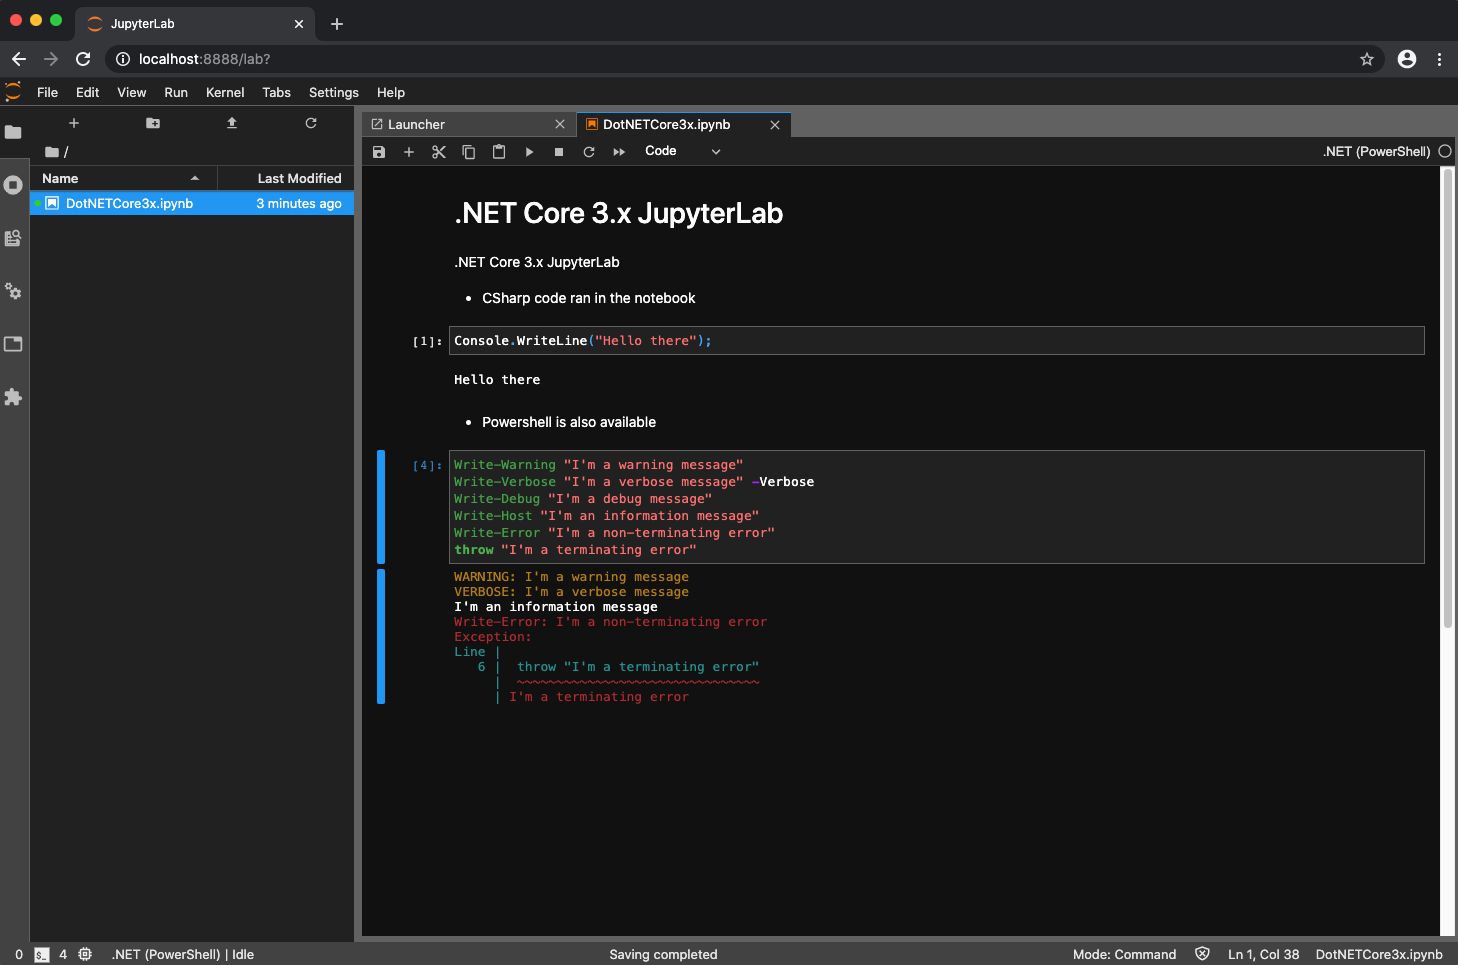 JupyterLab
localhost:8888/lab?
File Edit View Run Kernel Tabs Settings Help
Launcher DotNETCore3x.ipynb
/
Code .NET (PowerShell)
Name Last Modified
DotNETCore3x.ipynb 3 minutes ago
.NET Core 3.x JupyterLab
.NET Core 3.x JupyterLab
• CSharp code ran in the notebook
[1]: Console.WriteLine("Hello there");
Hello there
• Powershell is also available
[4]: Write-Warning "I'm a warning message"
Write-Verbose "I'm a verbose message" -Verbose
Write-Debug "I'm a debug message"
Write-Host "I'm an information message"
Write-Error "I'm a non-terminating error"
throw "I'm a terminating error"
WARNING: I'm a warning message
VERBOSE: I'm a verbose message
I'm an information message
Write-Error: I'm a non-terminating error
Exception:
Line |
6 | throw "I'm a terminating error"
| ~~~~~~~~~~~~~~~~~~~~~~~~~~~~~~~
| I'm a terminating error
0 $_ 4 .NET (PowerShell) | Idle Saving completed Mode: Command Ln 1, Col 38 DotNETCore3x.ipynb